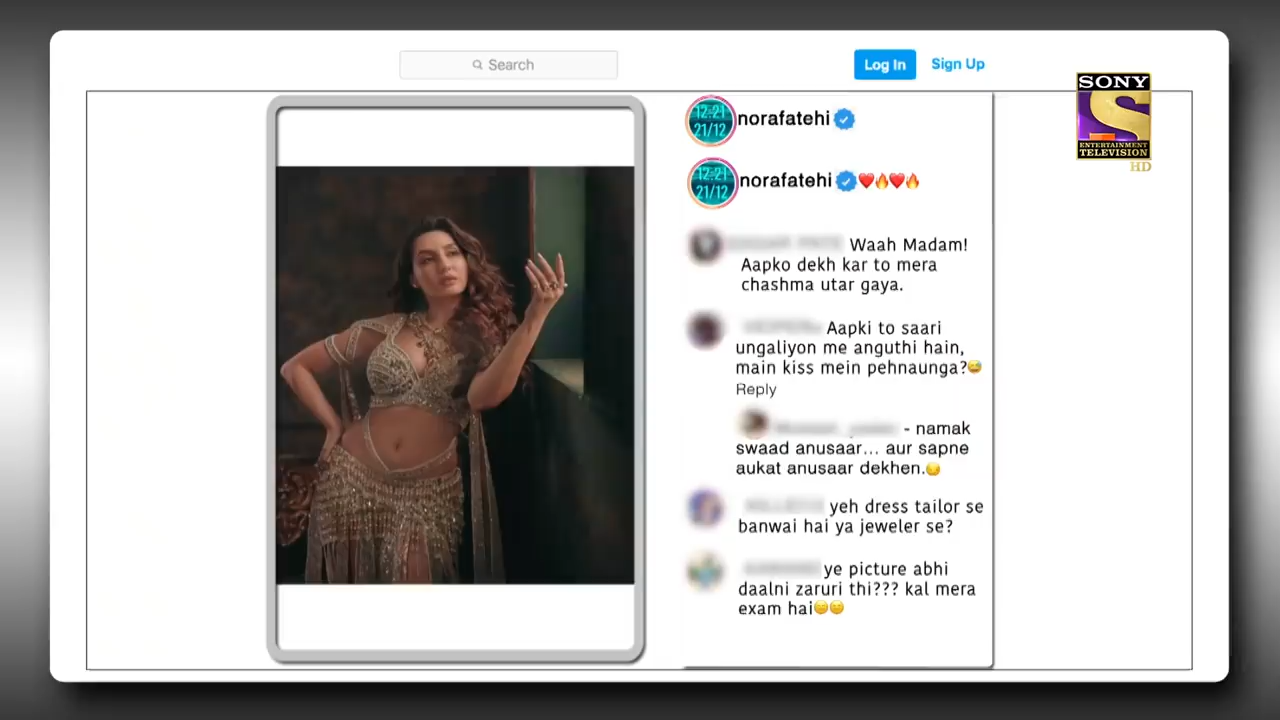 Search
Log In
Sign Up
SONY
ENTERTAINMENT
TELEVISION
HD
12:21
21/12
norafatehi
12:21
21/12
norafatehi ❤️🔥❤️🔥
Waah Madam!
Aapko dekh kar to mera
chashma utar gaya.
Aapki to saari
ungaliyon me anguthi hain,
main kiss mein pehnaunga?😅
Reply
- namak
swaad anusaar... aur sapne
aukat anusaar dekhen.😏
yeh dress tailor se
banwai hai ya jeweler se?
ye picture abhi
daalni zaruri thi??? kal mera
exam hai😑😑